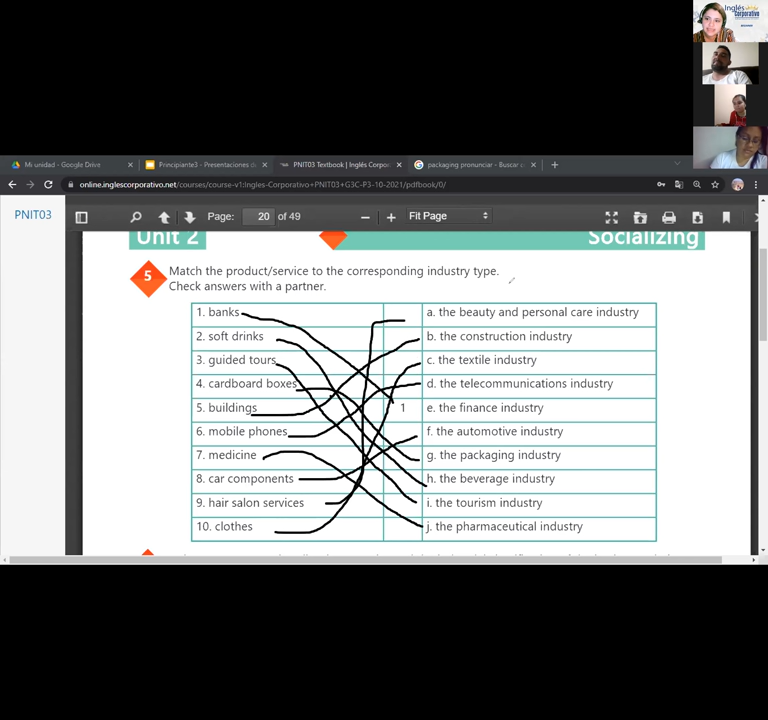 Inglés
Corporativo
Mi unidad - Google Drive
Principiante3 - Presentaciones d
PNIT03 Textbook | Inglés Corpo
packaging pronunciar - Buscar
online.inglescorporativo.net/courses/course-v1:Ingles-Corporativo+PNIT03+G3C-P3-10-2021/pdfbook/0/
PNIT03
Page: 20 of 49
Fit Page
Unit 2
Socializing
5
Match the product/service to the corresponding industry type.
Check answers with a partner.
1. banks
a. the beauty and personal care industry
2. soft drinks
b. the construction industry
3. guided tours
c. the textile industry
4. cardboard boxes
d. the telecommunications industry
5. buildings
1
e. the finance industry
6. mobile phones
f. the automotive industry
7. medicine
g. the packaging industry
8. car components
h. the beverage industry
9. hair salon services
i. the tourism industry
10. clothes
j. the pharmaceutical industry